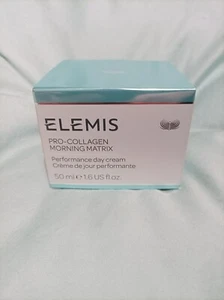 ELEMIS
PRO-COLLAGEN
MORNING MATRIX
Performance day cream
Crème de jour performante
50 ml ℮ 1.6 US fl.oz.